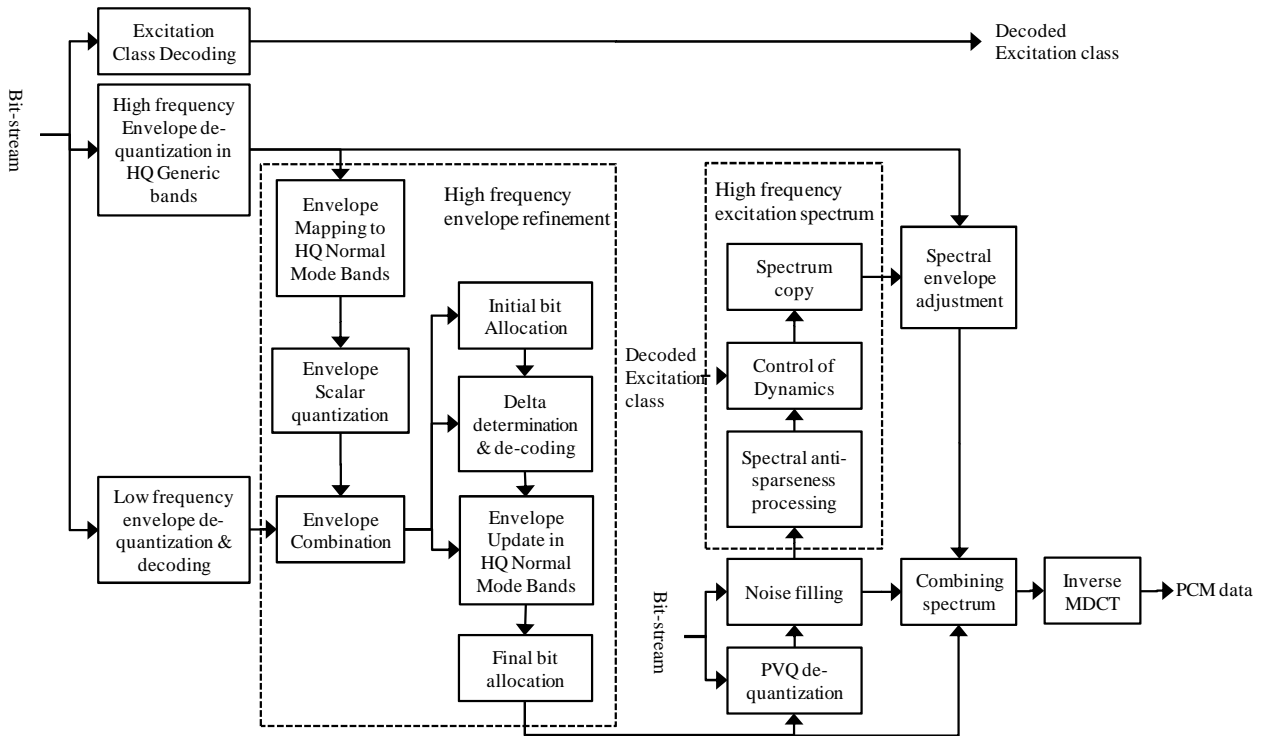 Excitation
Class Decoding
Decoded
Excitation class
Bit-stream
High frequency
Envelope de-
quantization in
HQ Generic
bands
High frequency
envelope refinement
Envelope
Mapping to
HQ Normal
Mode Bands
Envelope
Scalar
quantization
Low frequency
envelope de-
quantization &
decoding
Envelope
Combination
Initial bit
Allocation
Delta
determination
& de-coding
Envelope
Update in
HQ Normal
Mode Bands
Final bit
allocation
High frequency
excitation spectrum
Spectrum
copy
Decoded
Excitation
class
Control of
Dynamics
Spectral anti-
sparseness
processing
Spectral
envelope
adjustment
Bit-stream
Noise filling
PVQ de-
quantization
Combining
spectrum
Inverse
MDCT
PCM data